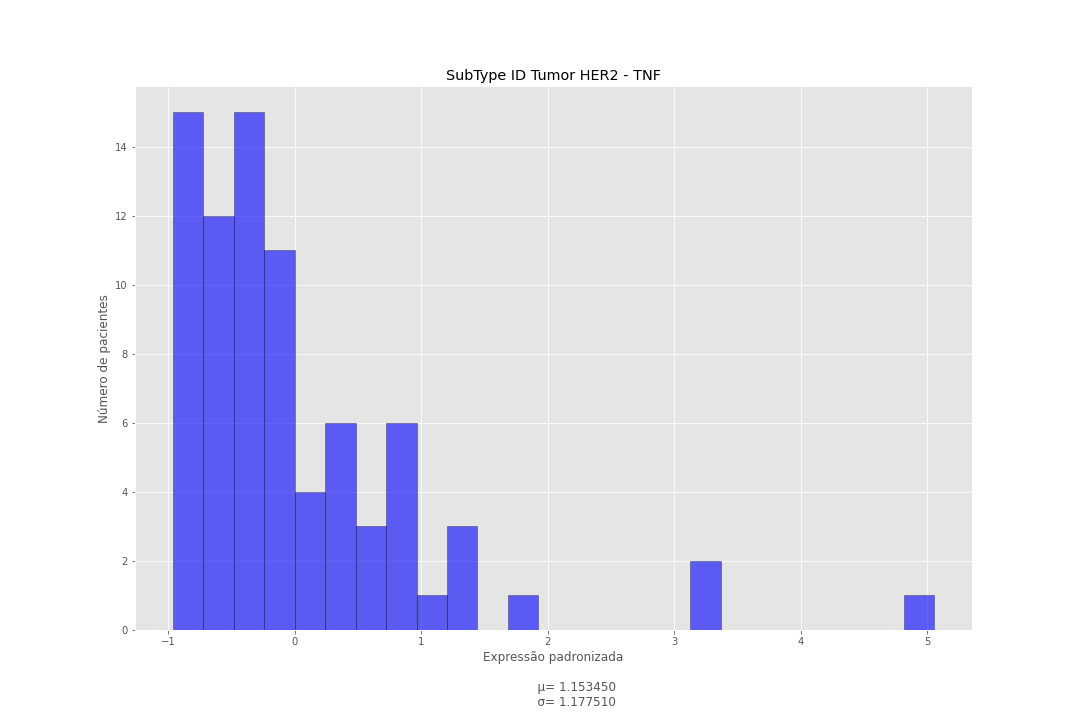 SubType ID Tumor HER2 - TNF
14
12
10
8
6
4
2
0
Número de pacientes
−1 0 1 2 3 4 5
Expressão padronizada
μ= 1.153450
σ= 1.177510